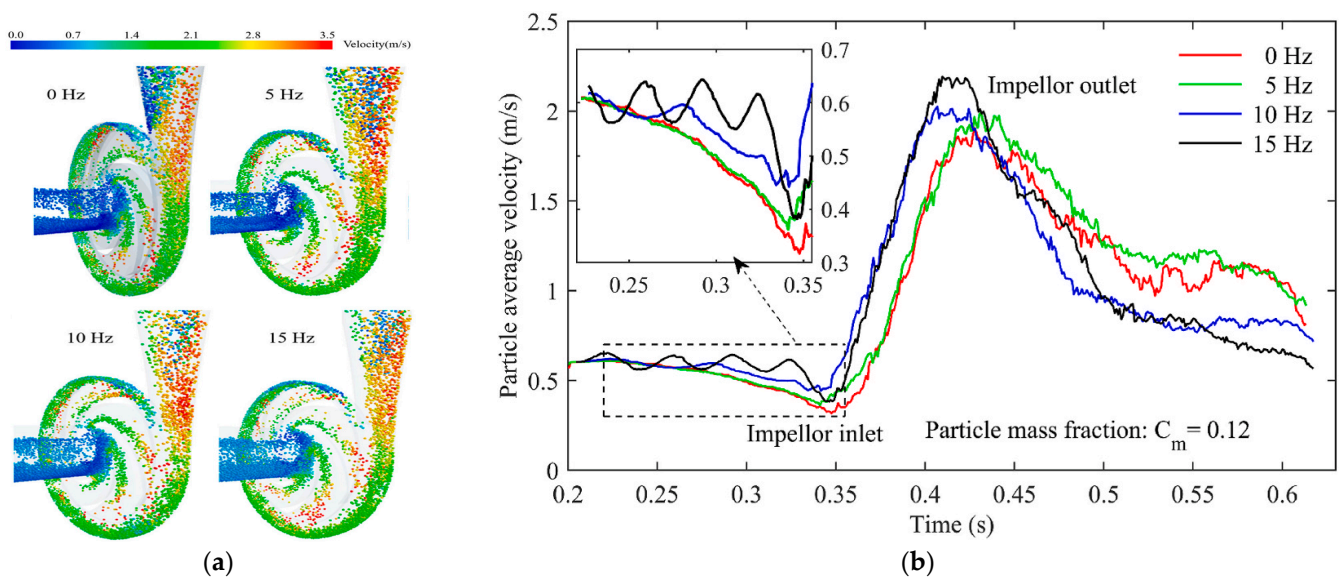 0.0 0.7 1.4 2.1 2.8 3.5 Velocity(m/s)
0 Hz
5 Hz
10 Hz
15 Hz
(a)
Particle average velocity (m/s)
2.5
2
1.5
1
0.5
0
0.2 0.25 0.3 0.35 0.4 0.45 0.5 0.55 0.6
Time (s)
0.7
0.6
0.5
0.4
0.3
0.25 0.3 0.35
Impellor outlet
0 Hz
5 Hz
10 Hz
15 Hz
Impellor inlet
Particle mass fraction: Cm = 0.12
(b)